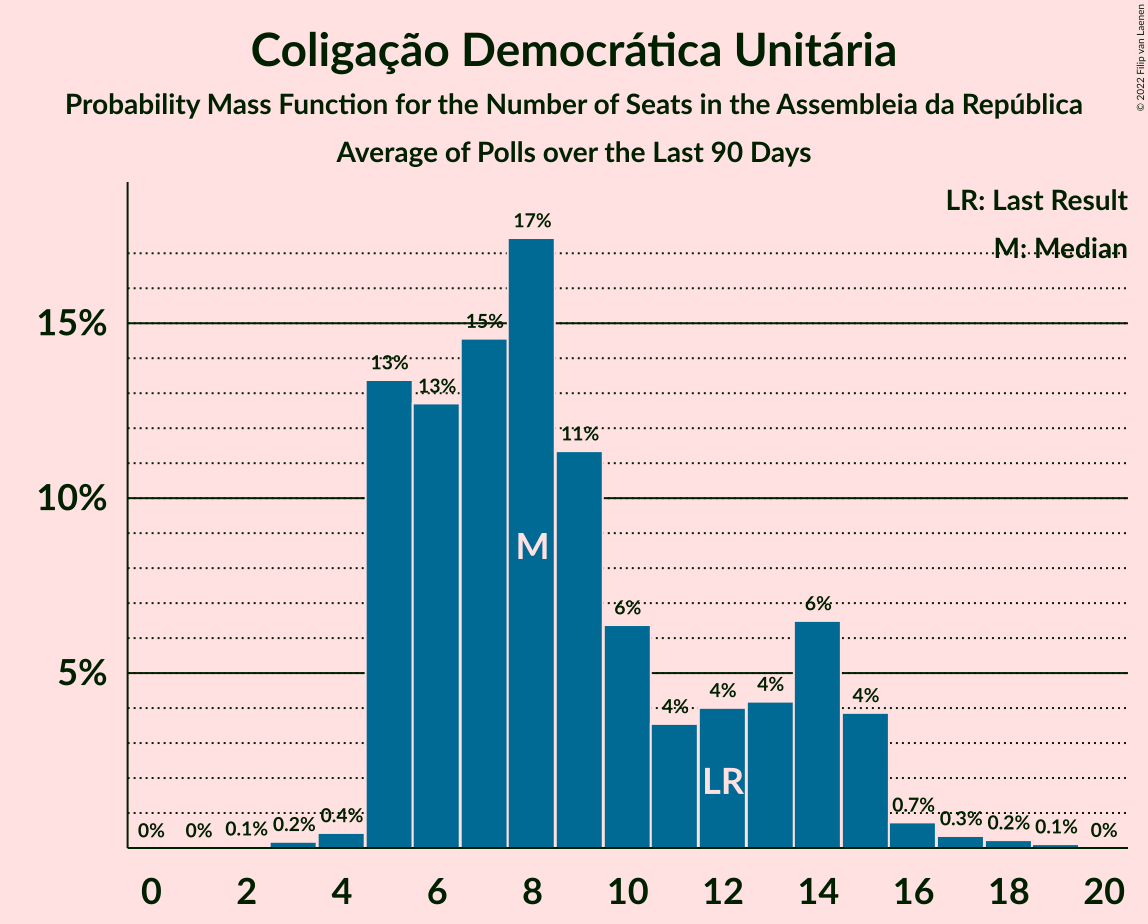 Coligação Democrática Unitária
Probability Mass Function for the Number of Seats in the Assembleia da República
Average of Polls over the Last 90 Days
© 2022 Filip van Laenen
LR: Last Result
M: Median
15%
10%
5%
0%
0%
0.1%
0.2%
0.4%
13%
13%
15%
17%
11%
6%
4%
4%
4%
6%
4%
0.7%
0.3%
0.2%
0.1%
0%
M
LR
0 2 4 6 8 10 12 14 16 18 20